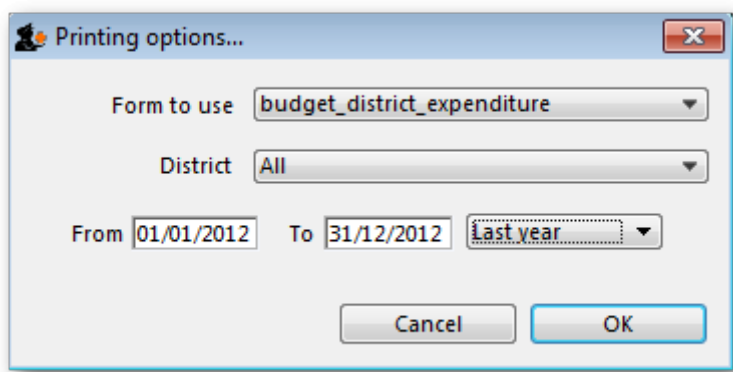 Printing options...
Form to use budget_district_expenditure
District All
From 01/01/2012 To 31/12/2012 Last year
Cancel OK